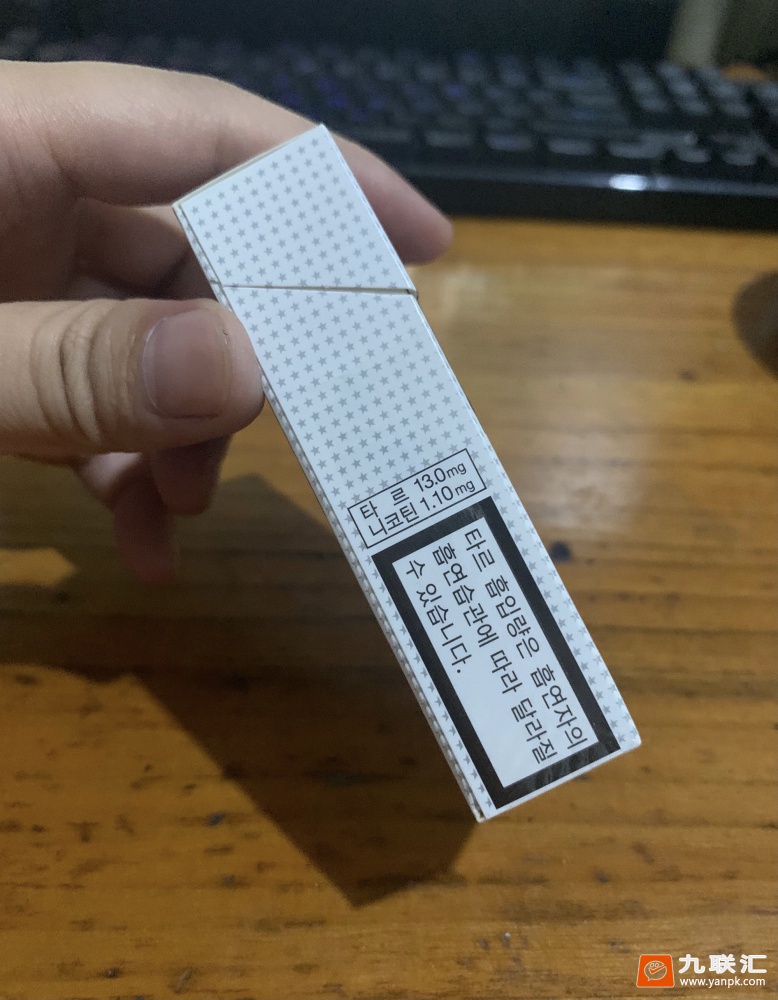 타 르 13.0mg
니코틴 1.10mg
타르 흡입량은 흡연자의
흡연습관에 따라 달라질
수 있습니다.
九联汇
www.yanpk.com